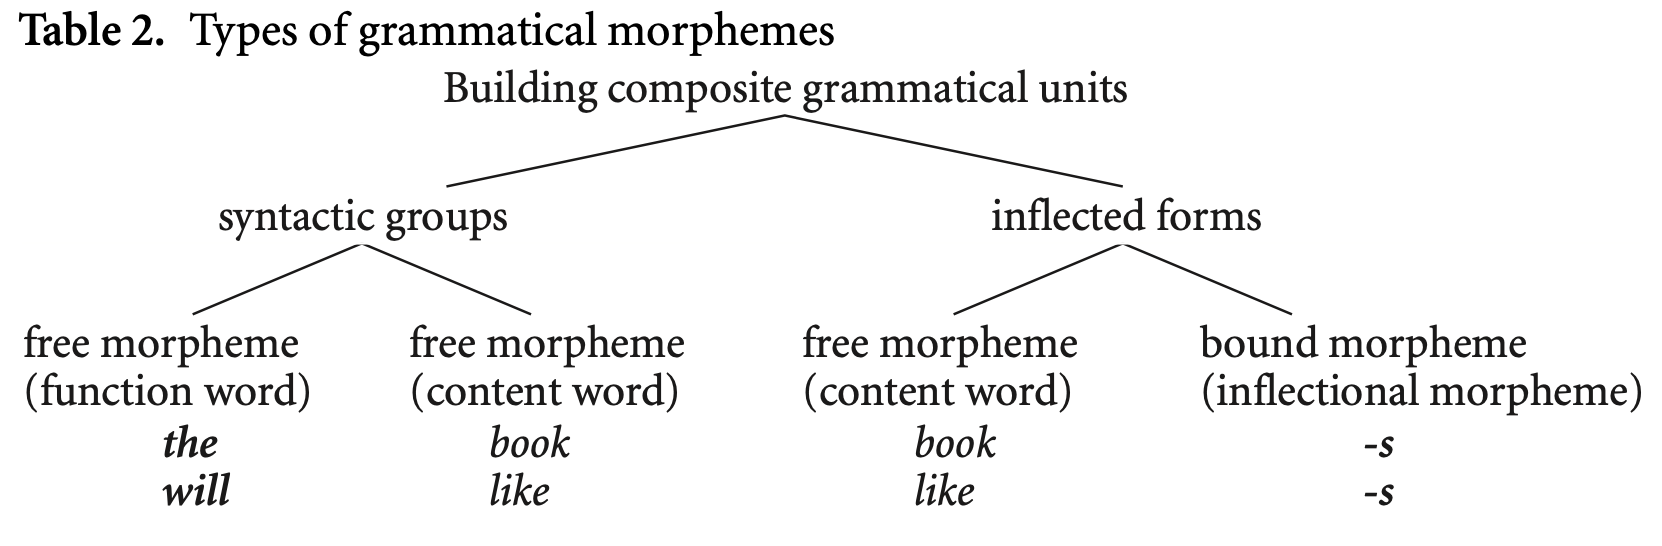 Table 2. Types of grammatical morphemes
Building composite grammatical units
syntactic groups inflected forms
free morpheme free morpheme free morpheme bound morpheme
(function word) (content word) (content word) (inflectional morpheme)
the book book -s
will like like -s